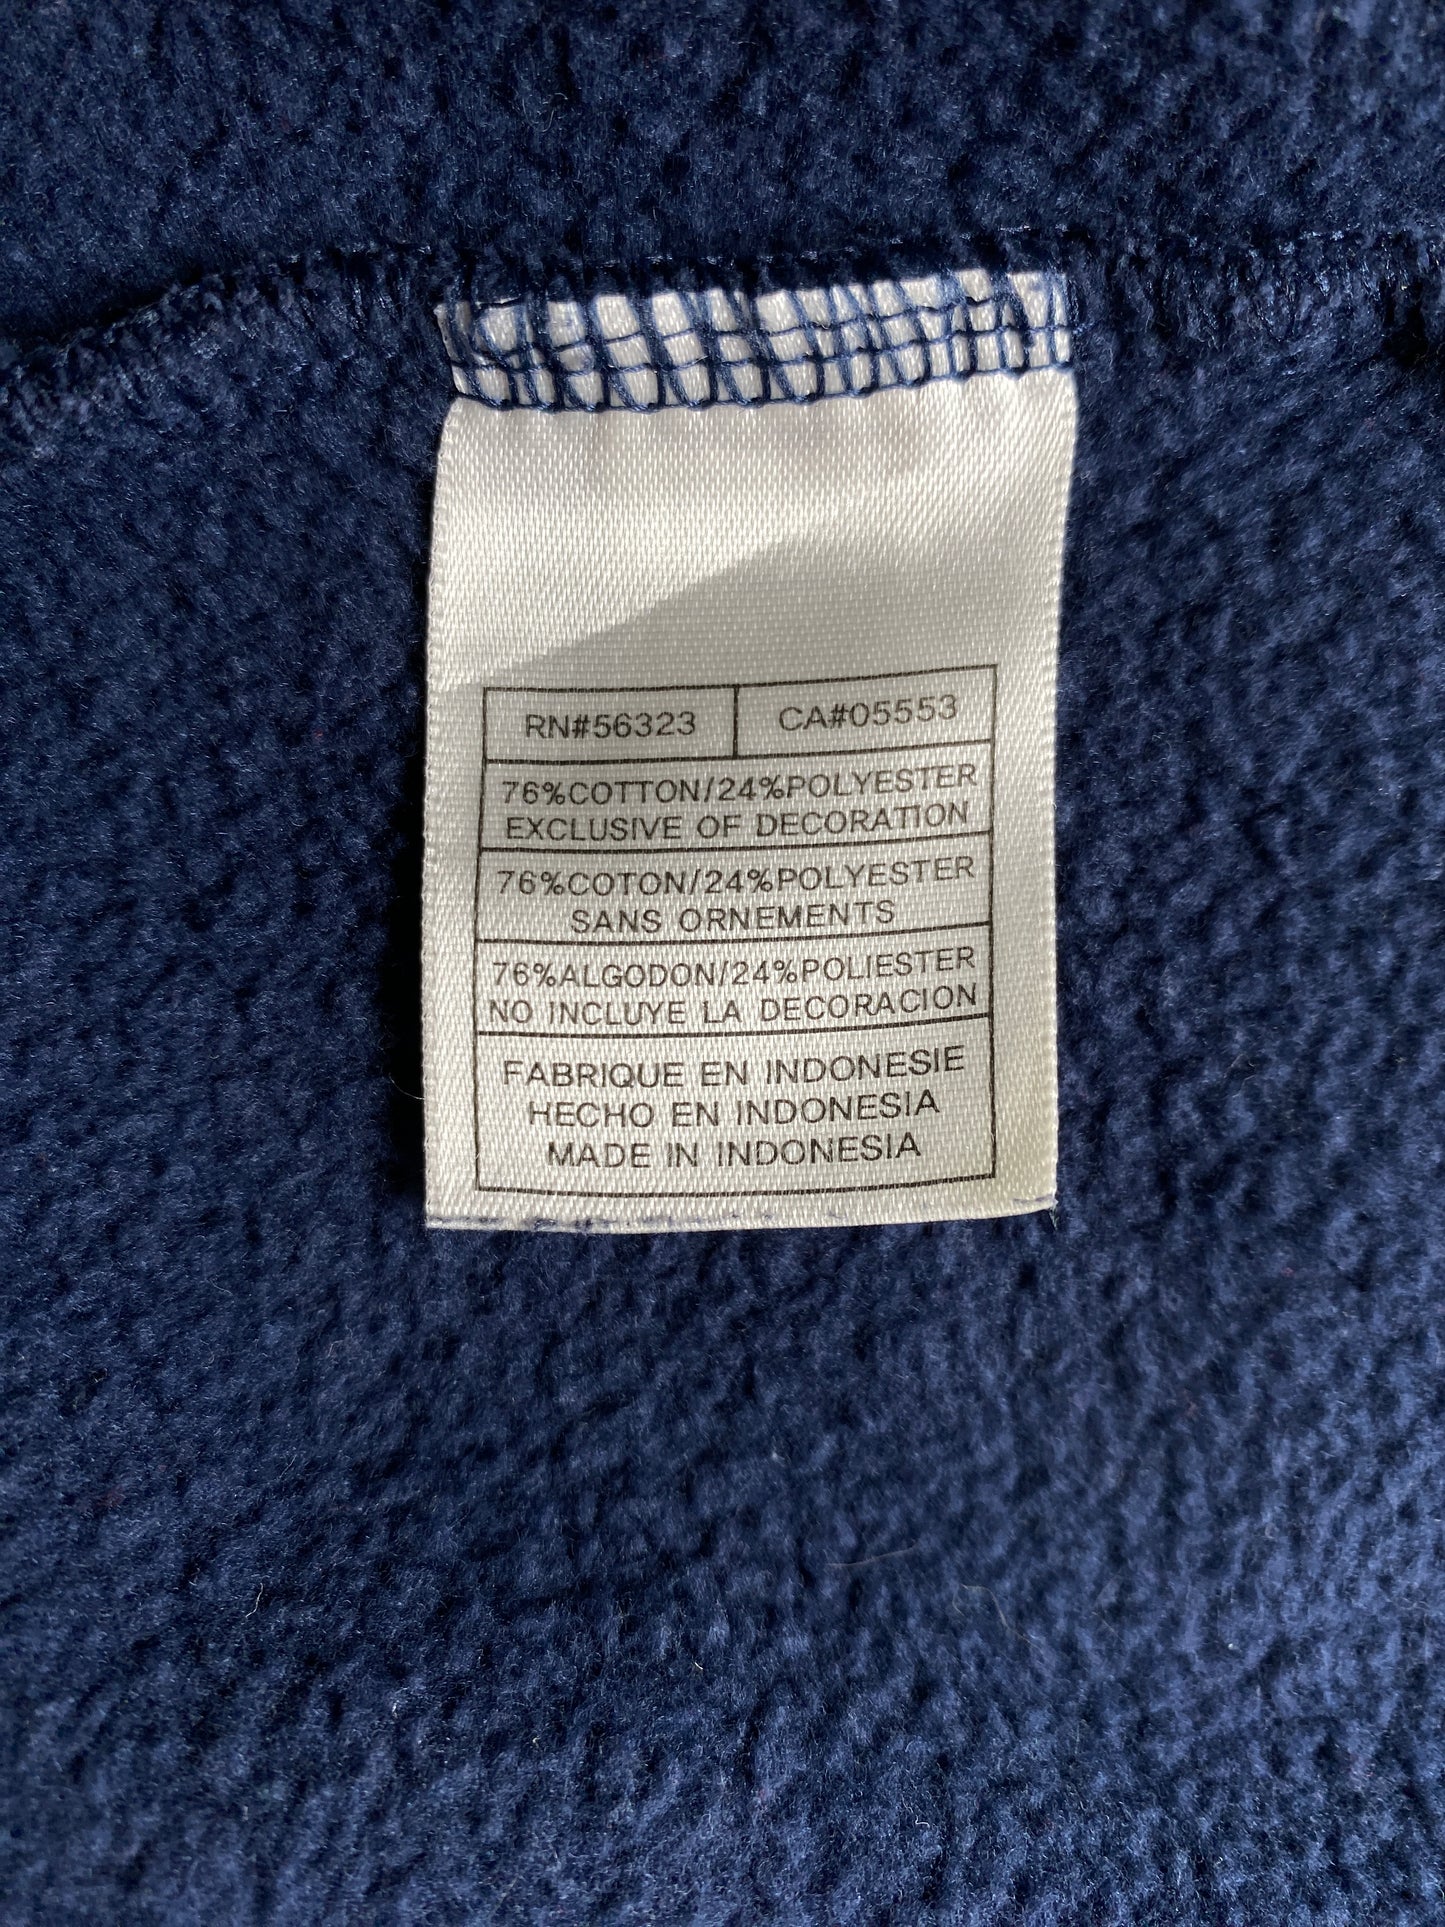 RN#56323 CA#05553
76%COTTON/24%POLYESTER
EXCLUSIVE OF DECORATION
76%COTON/24%POLYESTER
SANS ORNEMENTS
76%ALGODON/24%POLIESTER
NO INCLUYE LA DECORACION
FABRIQUE EN INDONESIE
HECHO EN INDONESIA
MADE IN INDONESIA